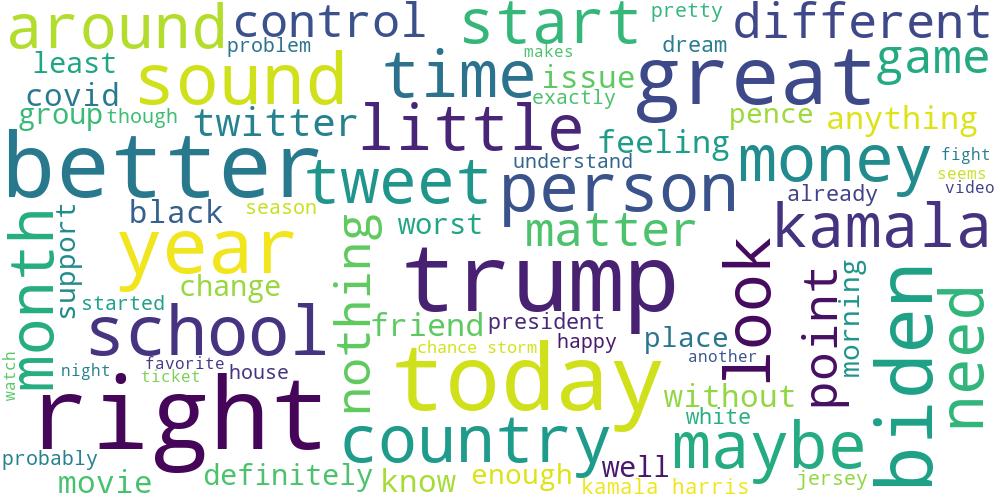 around
control
start
pretty
different
problem
makes
dream
game
least
sound
time
issue
great
covid
exactly
group
though
twitter
little
pence
anything
feeling
better
understand
money
fight
tweet
person
seems
already
video
black
season
worst
matter
kamala
month
support
year
nothing
trump
look
point
morning
biden
need
change
started
school
friend
president
happy
place
watch
night
favorite
house
chance storm
another
ticket
today
right
country
without
white
maybe
probably
movie
definitely
know
enough
well
kamala harris
jersey